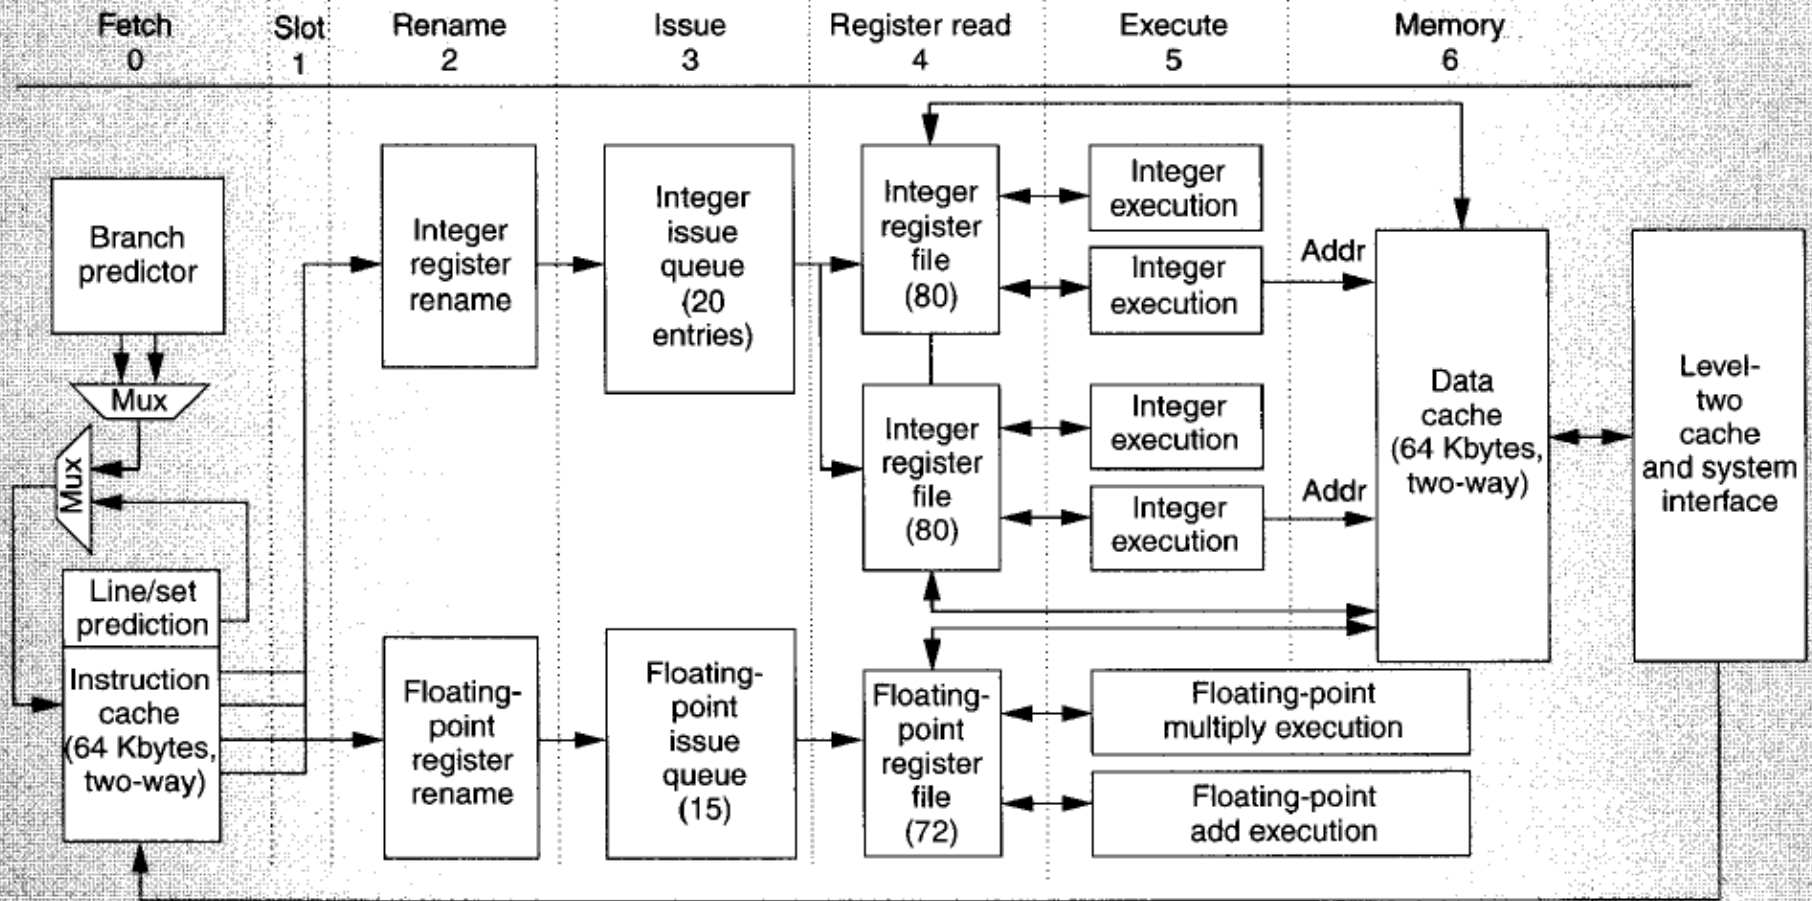 Fetch
0
Slot
1
Rename
2
Issue
3
Register read
4
Execute
5
Memory
6
Branch
predictor
Mux
Mux
Line/set
prediction
Instruction
cache
(64 Kbytes,
two-way)
Integer
register
rename
Floating-
point
register
rename
Integer
issue
queue
(20
entries)
Floating-
point
issue
queue
(15)
Integer
register
file
(80)
Integer
register
file
(80)
Floating-
point
register
file
(72)
Integer
execution
Integer
execution
Integer
execution
Integer
execution
Floating-point
multiply execution
Floating-point
add execution
Addr
Addr
Data
cache
(64 Kbytes,
two-way)
Level-
two
cache
and system
interface